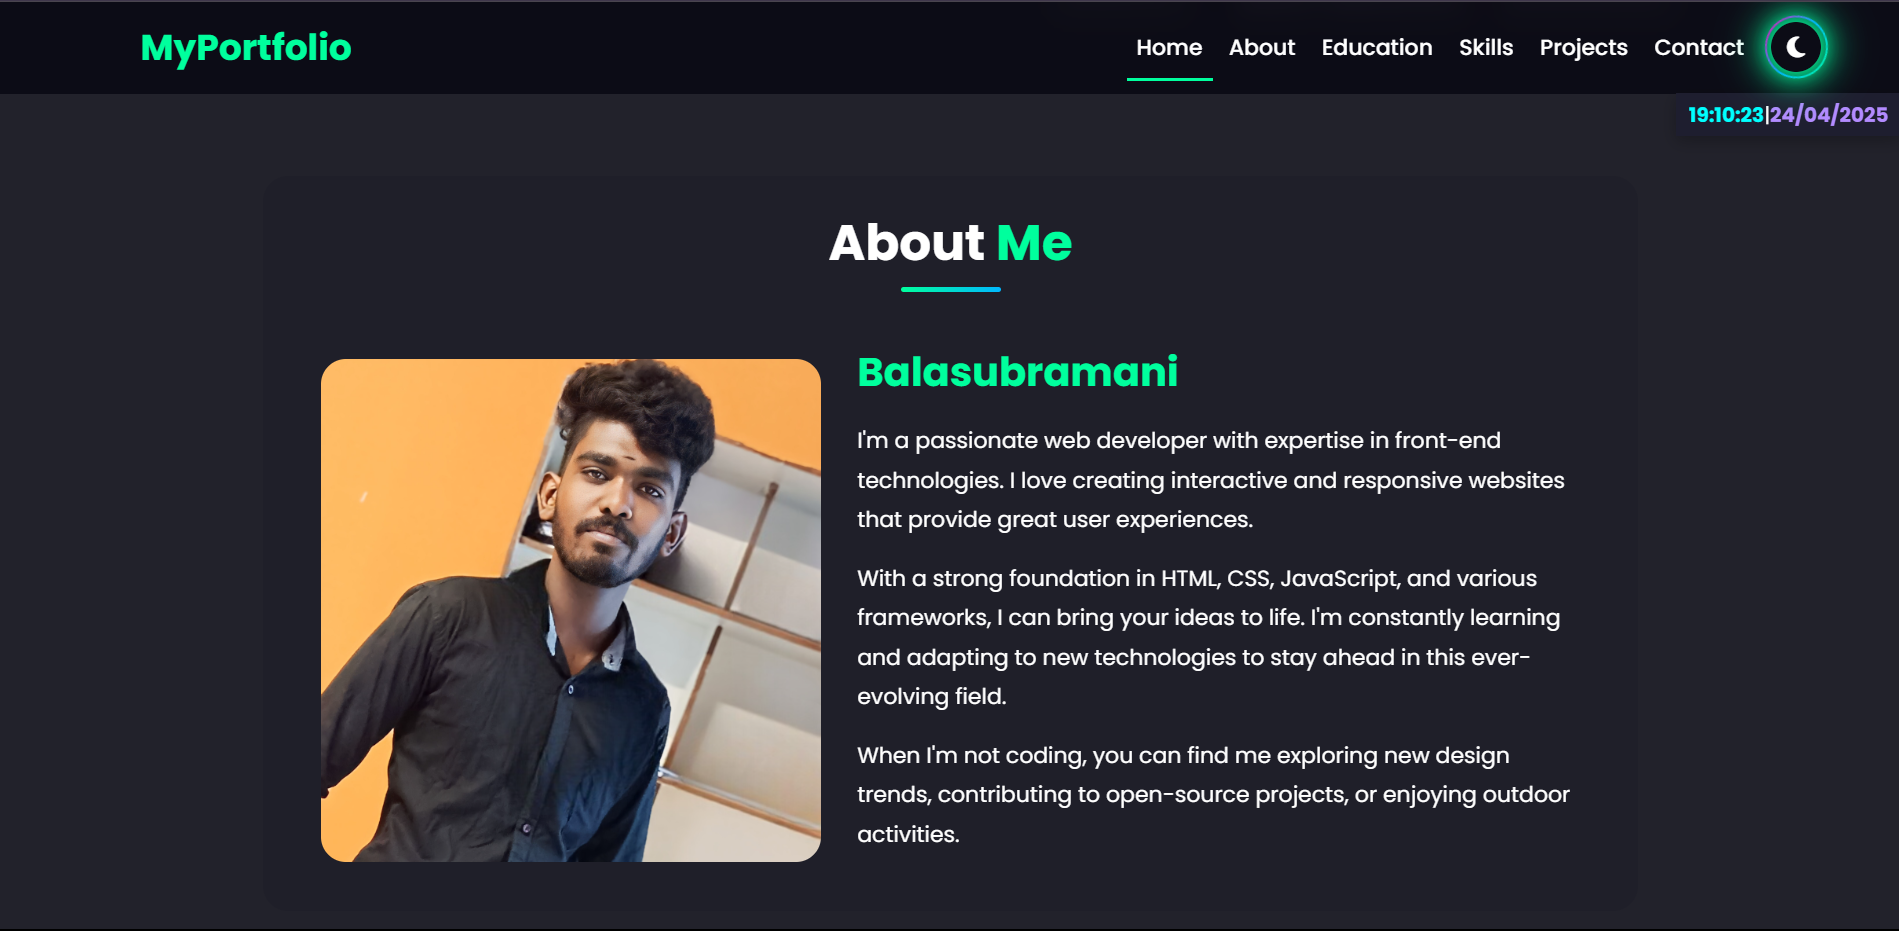 MyPortfolio
Home About Education Skills Projects Contact
19:10:23|24/04/2025
About Me
Balasubramani
I'm a passionate web developer with expertise in front-end
technologies. I love creating interactive and responsive websites
that provide great user experiences.
With a strong foundation in HTML, CSS, JavaScript, and various
frameworks, I can bring your ideas to life. I'm constantly learning
and adapting to new technologies to stay ahead in this ever-
evolving field.
When I'm not coding, you can find me exploring new design
trends, contributing to open-source projects, or enjoying outdoor
activities.